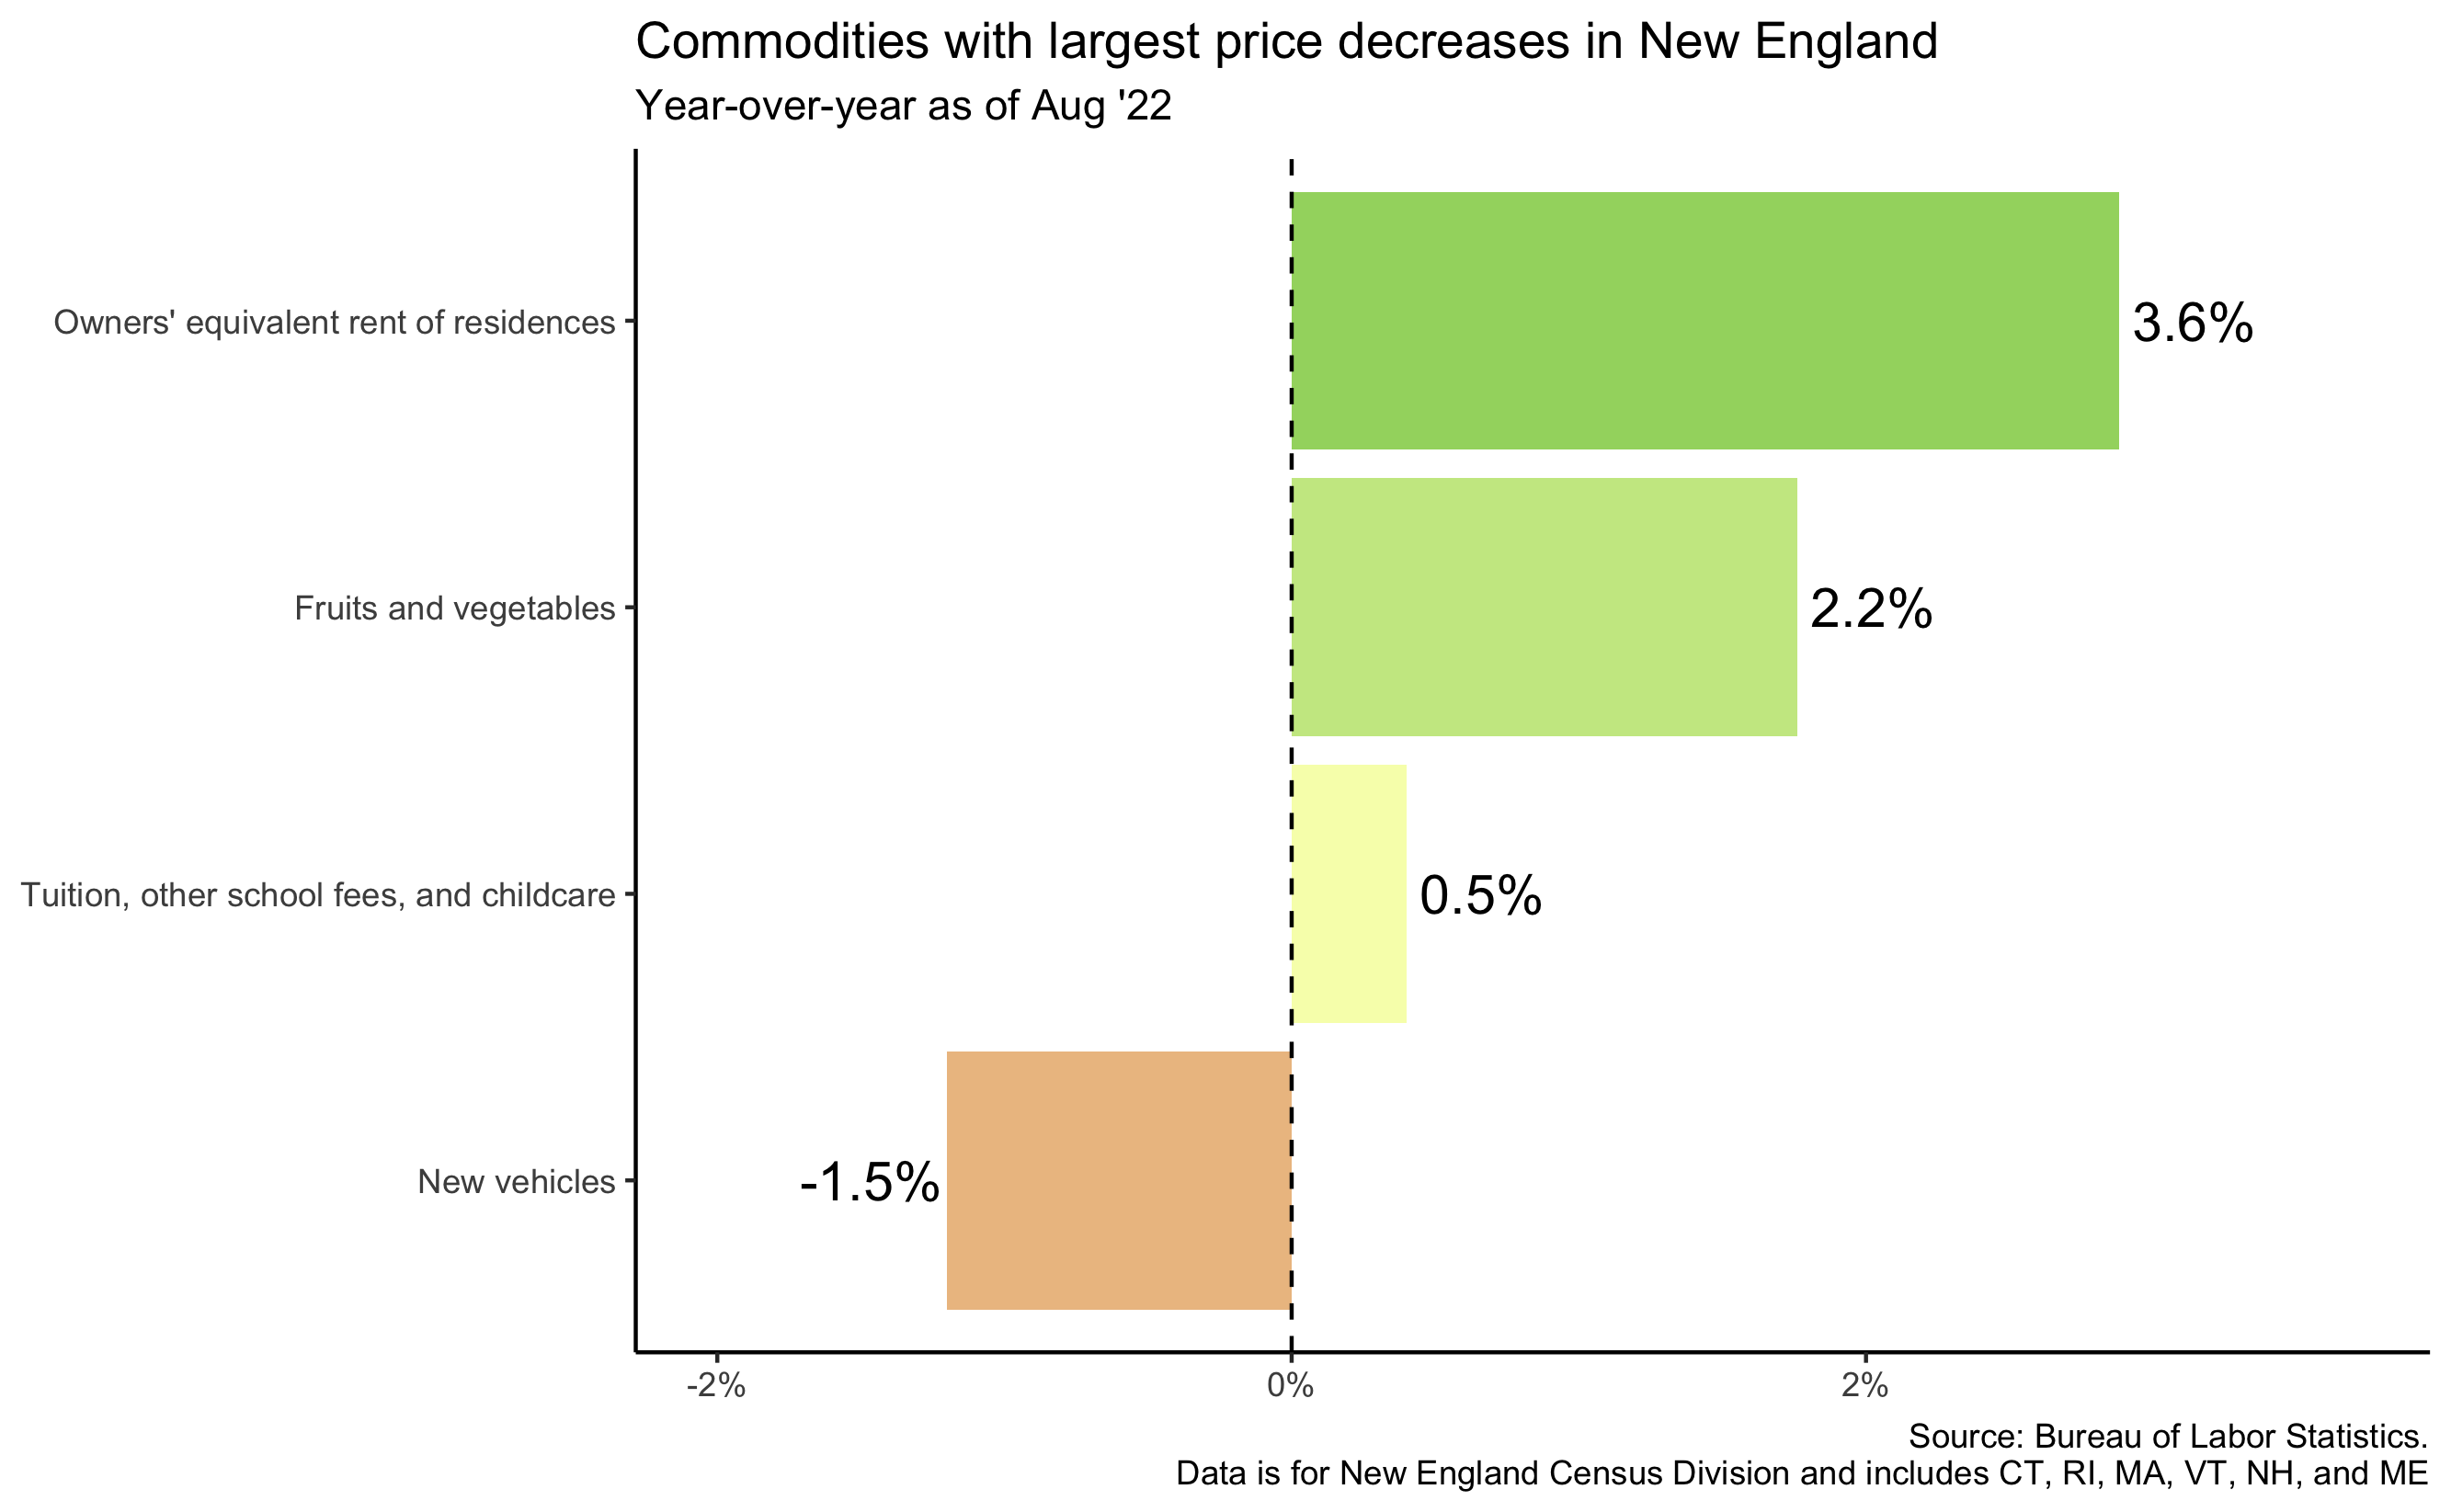 Commodities with largest price decreases in New England
Year-over-year as of Aug '22
Owners' equivalent rent of residences
3.6%
Fruits and vegetables
2.2%
Tuition, other school fees, and childcare
0.5%
New vehicles
-1.5%
-2%
0%
2%
Source: Bureau of Labor Statistics.
Data is for New England Census Division and includes CT, RI, MA, VT, NH, and ME